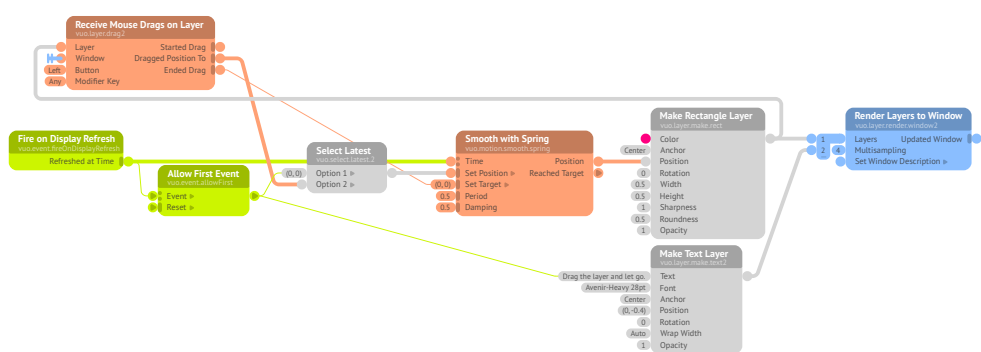 Receive Mouse Drags on Layer
vuo.layer.drag2
Layer Started Drag
Window Dragged Position To
Left Button Ended Drag
Any Modifier Key
Fire on Display Refresh
vuo.event.fireOnDisplayRefresh
Refreshed at Time
Allow First Event
vuo.event.allowFirst
Event
Reset
Select Latest
vuo.select.latest.2
(0, 0) Option 1
Option 2
Smooth with Spring
vuo.motion.smooth.spring
Time Position
Set Position Reached Target
(0, 0) Set Target
0.5 Period
0.5 Damping
Make Rectangle Layer
vuo.layer.make.rect
Color
Center Anchor
Position
0 Rotation
0.5 Width
0.5 Height
1 Sharpness
0.5 Roundness
1 Opacity
Make Text Layer
vuo.layer.make.text2
Drag the layer and let go. Text
Avenir-Heavy 28pt Font
Center Anchor
(0,-0.4) Position
0 Rotation
Auto Wrap Width
1 Opacity
Render Layers to Window
vuo.layer.render.window2
1 Layers Updated Window
2 4 Multisampling
... Set Window Description